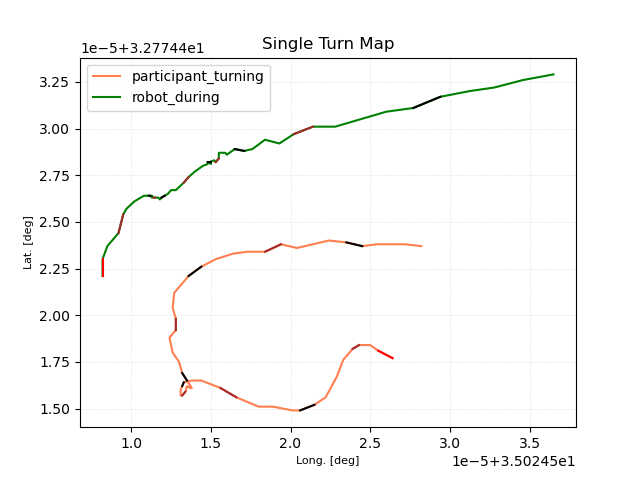 Single Turn Map
1e−5+3.27744e1
participant_turning
robot_during
3.25
3.00
2.75
2.50
2.25
2.00
1.75
1.50
Lat. [deg]
1.0 1.5 2.0 2.5 3.0 3.5
Long. [deg]
1e−5+3.50245e1